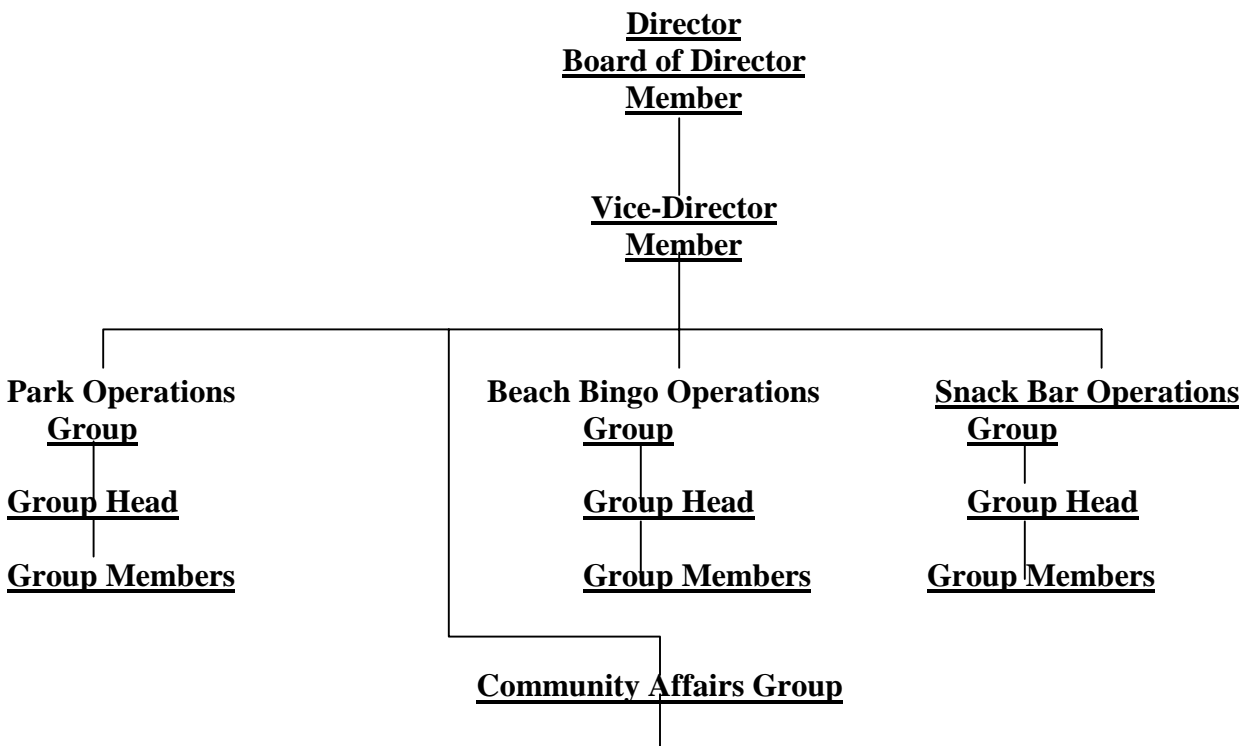 Director
Board of Director
Member
Vice-Director
Member
Park Operations
Group
Group Head
Group Members
Beach Bingo Operations
Group
Group Head
Group Members
Snack Bar Operations
Group
Group Head
Group Members
Community Affairs Group